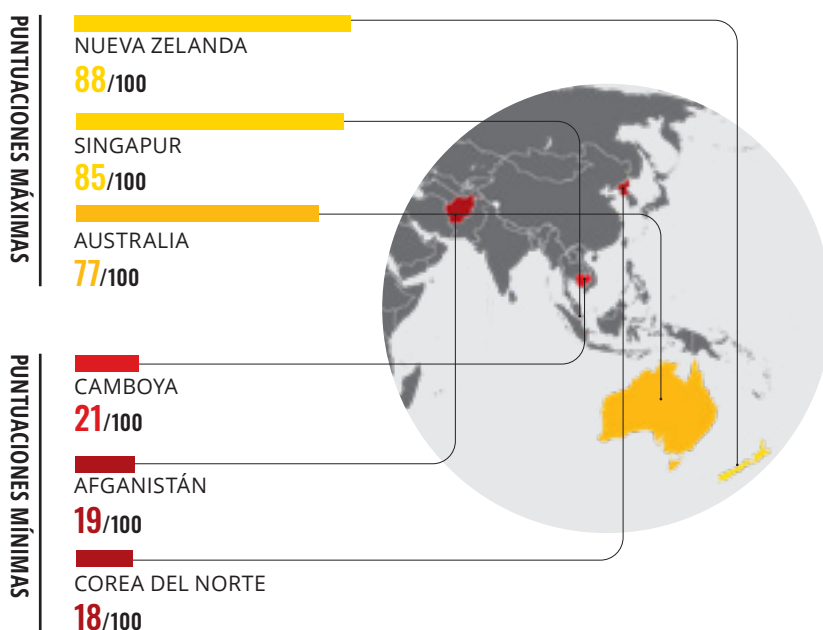 PUNTUACIONES MÁXIMAS
NUEVA ZELANDA
88/100
SINGAPUR
85/100
AUSTRALIA
77/100
PUNTUACIONES MÍNIMAS
CAMBOYA
21/100
AFGANISTÁN
19/100
COREA DEL NORTE
18/100